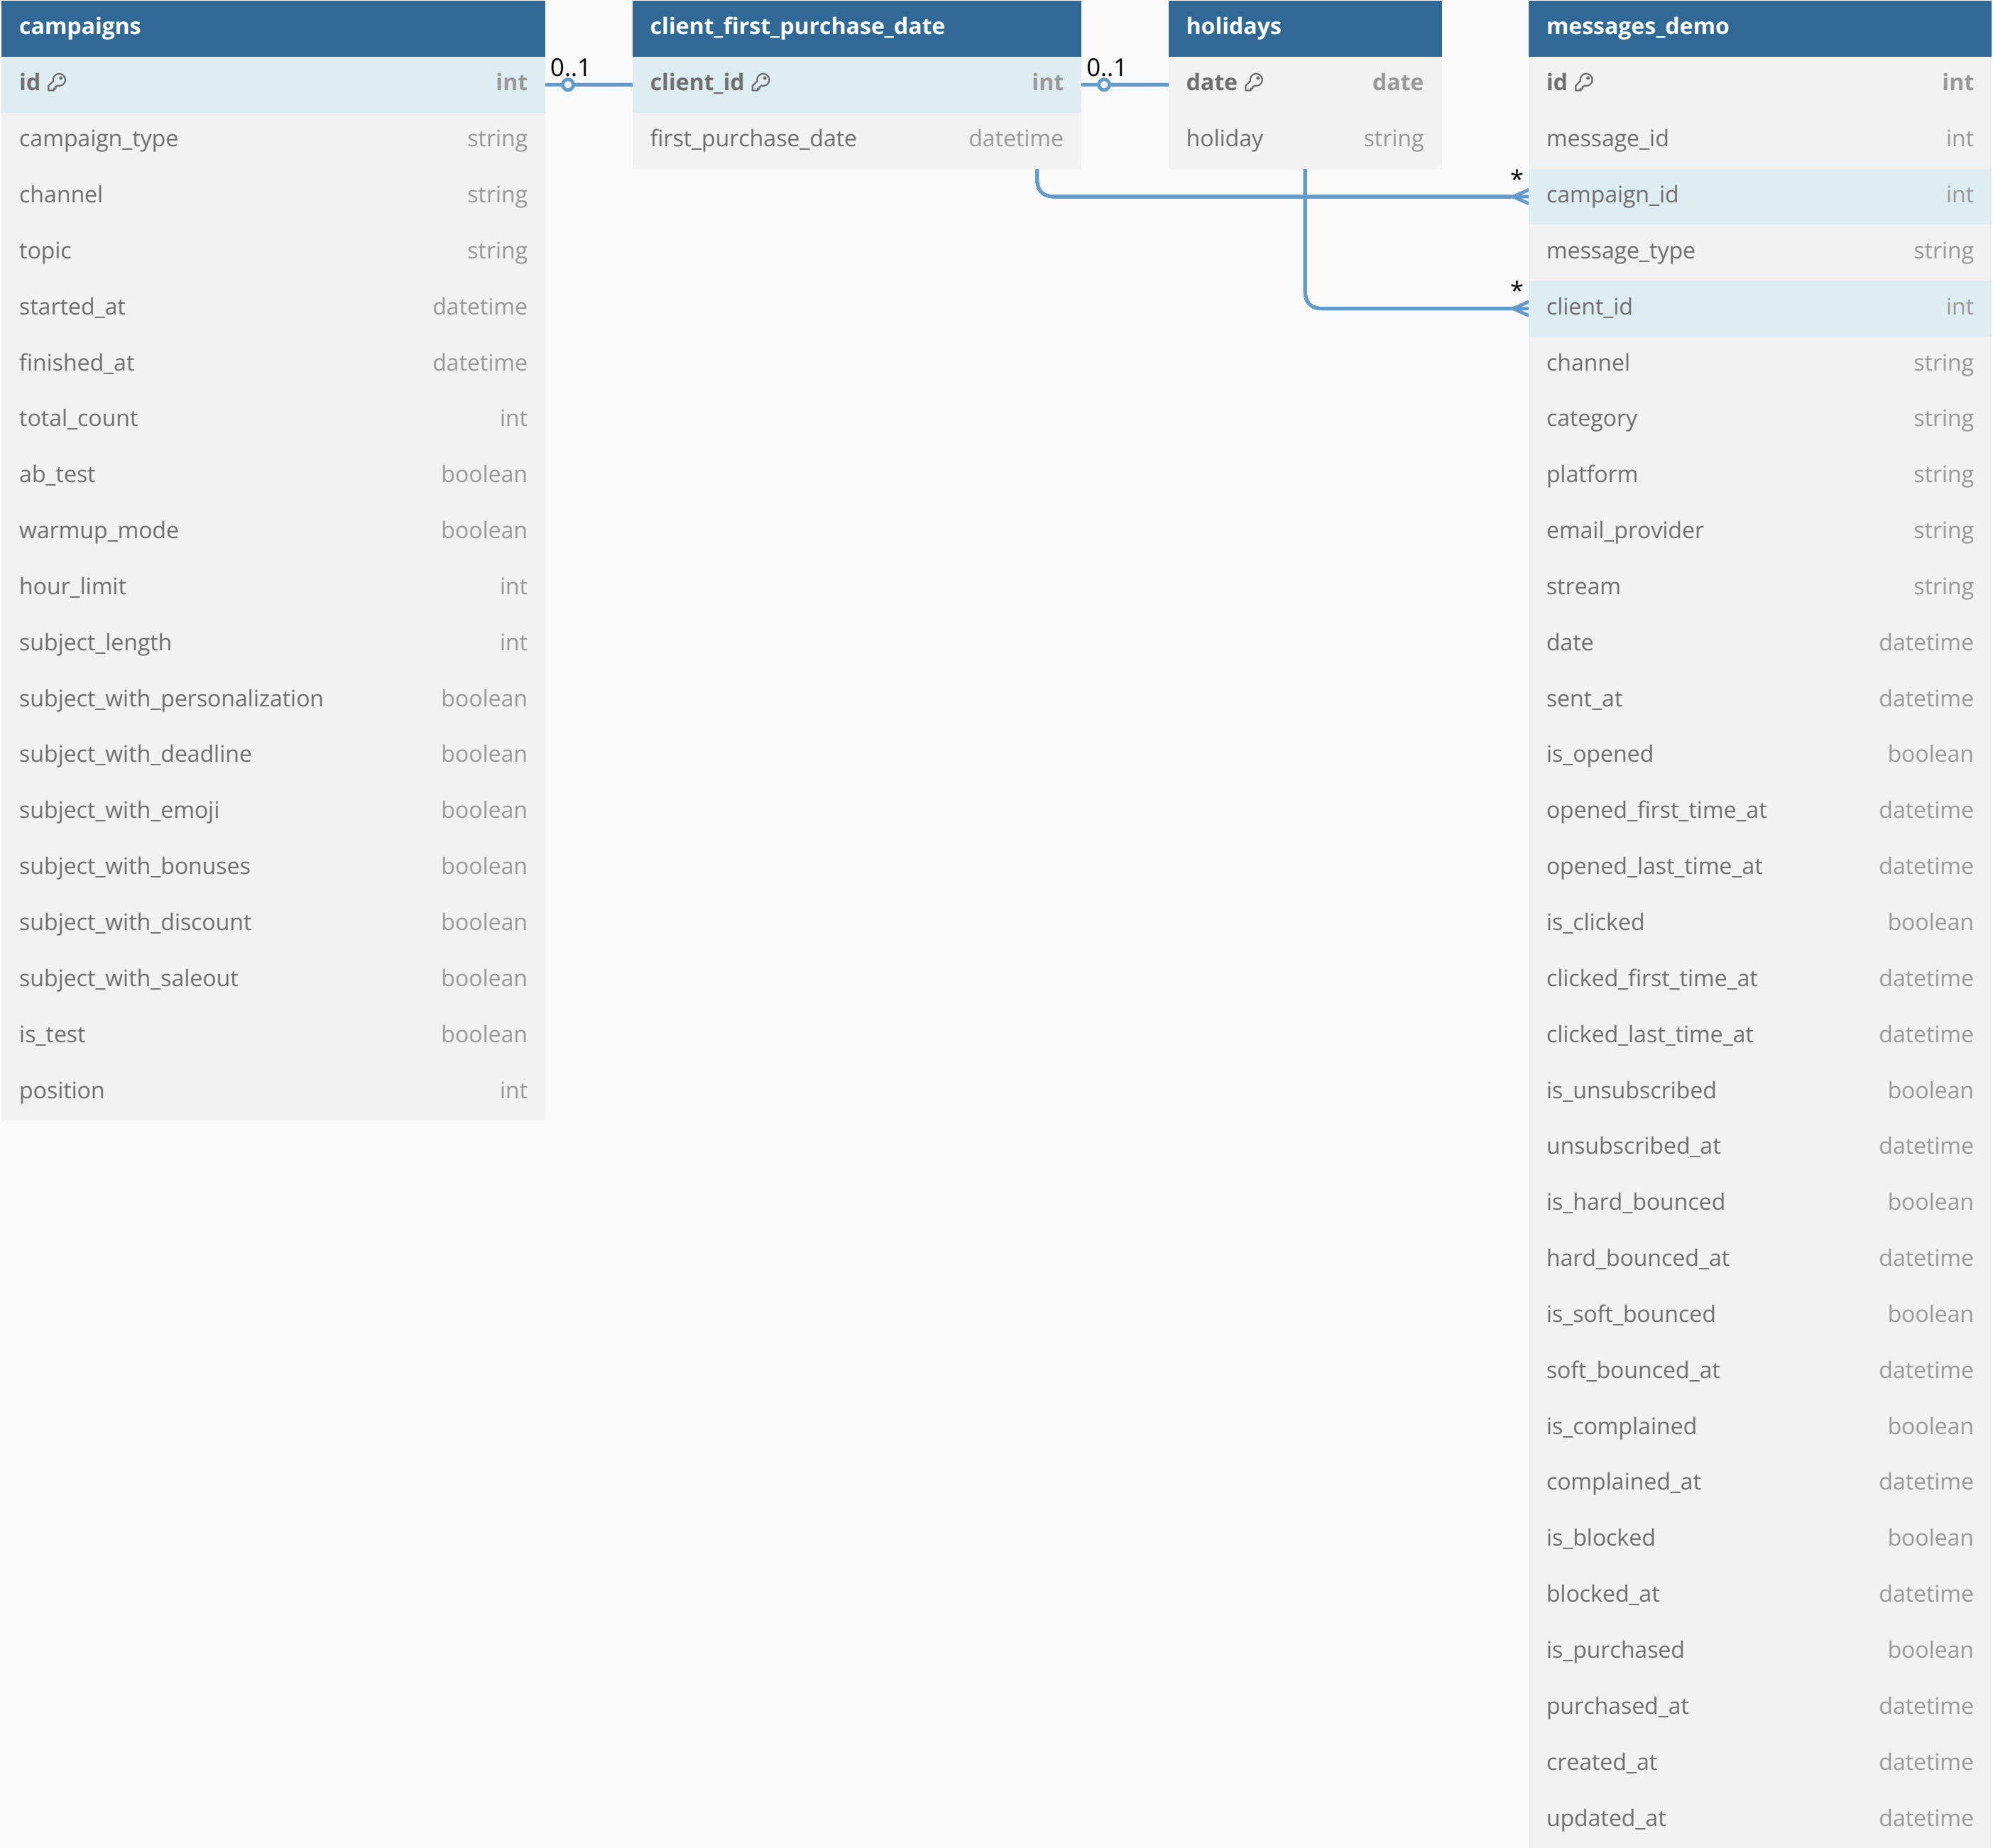 campaigns
id int
campaign_type string
channel string
topic string
started_at datetime
finished_at datetime
total_count int
ab_test boolean
warmup_mode boolean
hour_limit int
subject_length int
subject_with_personalization boolean
subject_with_deadline boolean
subject_with_emoji boolean
subject_with_bonuses boolean
subject_with_discount boolean
subject_with_saleout boolean
is_test boolean
position int
0..1
client_first_purchase_date
client_id int
first_purchase_date datetime
0..1
holidays
date date
holiday string
*
*
messages_demo
id int
message_id int
campaign_id int
message_type string
client_id int
channel string
category string
platform string
email_provider string
stream string
date datetime
sent_at datetime
is_opened boolean
opened_first_time_at datetime
opened_last_time_at datetime
is_clicked boolean
clicked_first_time_at datetime
clicked_last_time_at datetime
is_unsubscribed boolean
unsubscribed_at datetime
is_hard_bounced boolean
hard_bounced_at datetime
is_soft_bounced boolean
soft_bounced_at datetime
is_complained boolean
complained_at datetime
is_blocked boolean
blocked_at datetime
is_purchased boolean
purchased_at datetime
created_at datetime
updated_at datetime